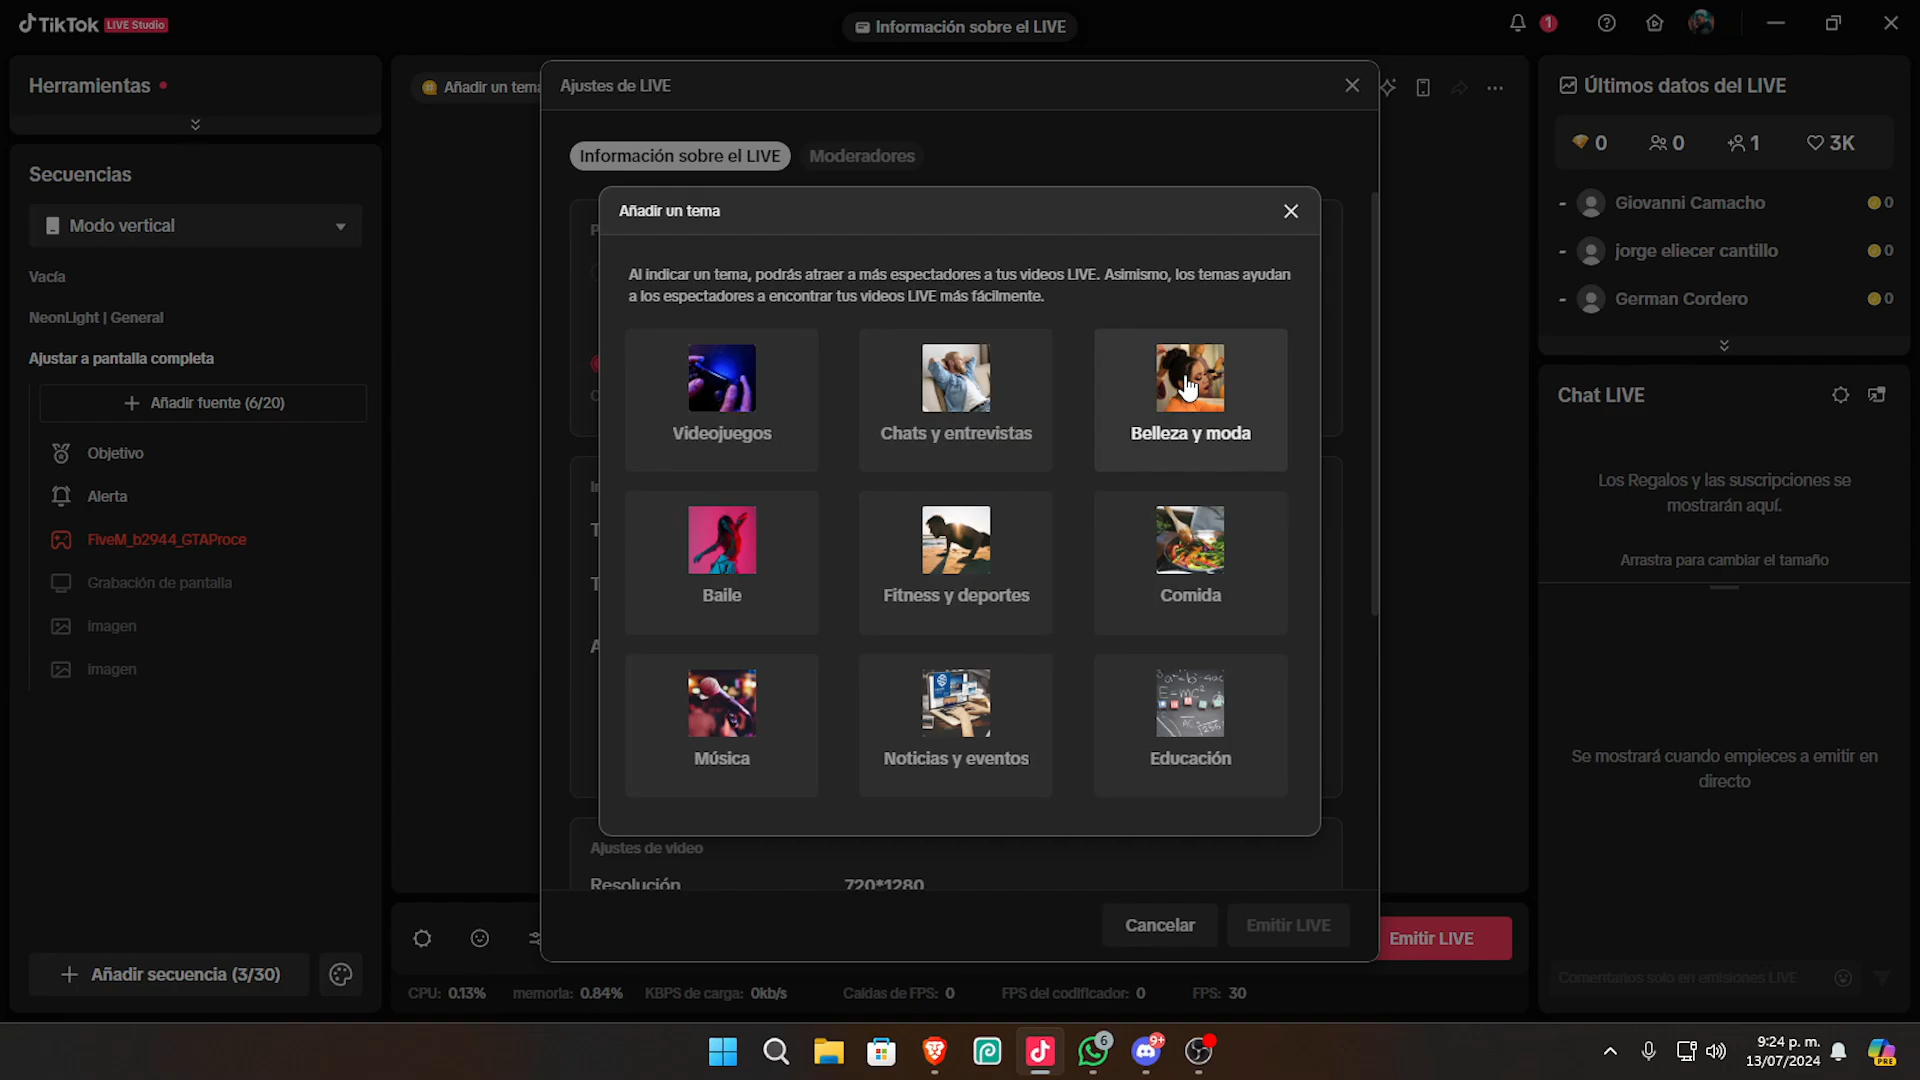 TikTok LIVE Studio
Información sobre el LIVE
1
Herramientas
Añadir un tema
Ajustes de LIVE
Últimos datos del LIVE
0
0
1
3K
Información sobre el LIVE
Moderadores
Secuencias
Modo vertical
Giovanni Camacho
0
jorge eliecer cantillo
0
German Cordero
0
Añadir un tema
Al indicar un tema, podrás atraer a más espectadores a tus videos LIVE. Asimismo, los temas ayudan
a los espectadores a encontrar tus videos LIVE más fácilmente.
Vacía
NeonLight | General
Ajustar a pantalla completa
Añadir fuente (6/20)
Objetivo
Alerta
FiveM_b2944_GTAProce
Grabación de pantalla
imagen
imagen
Videojuegos
Chats y entrevistas
Belleza y moda
Baile
Fitness y deportes
Comida
Música
Noticias y eventos
Educación
Chat LIVE
Los Regalos y las suscripciones se
mostrarán aquí.
Arrastra para cambiar el tamaño
Se mostrará cuando empieces a emitir en
directo
Ajustes de video
Resolución
720*1280
Cancelar
Emitir LIVE
Emitir LIVE
Añadir secuencia (3/30)
CPU: 0.13%
memoria: 0.84%
KBPS de carga: 0kb/s
Caídas de FPS: 0
FPS del codificador: 0
FPS: 30
Comentarios solo en emisiones LIVE
6
9+
9:24 p. m.
13/07/2024
PRE